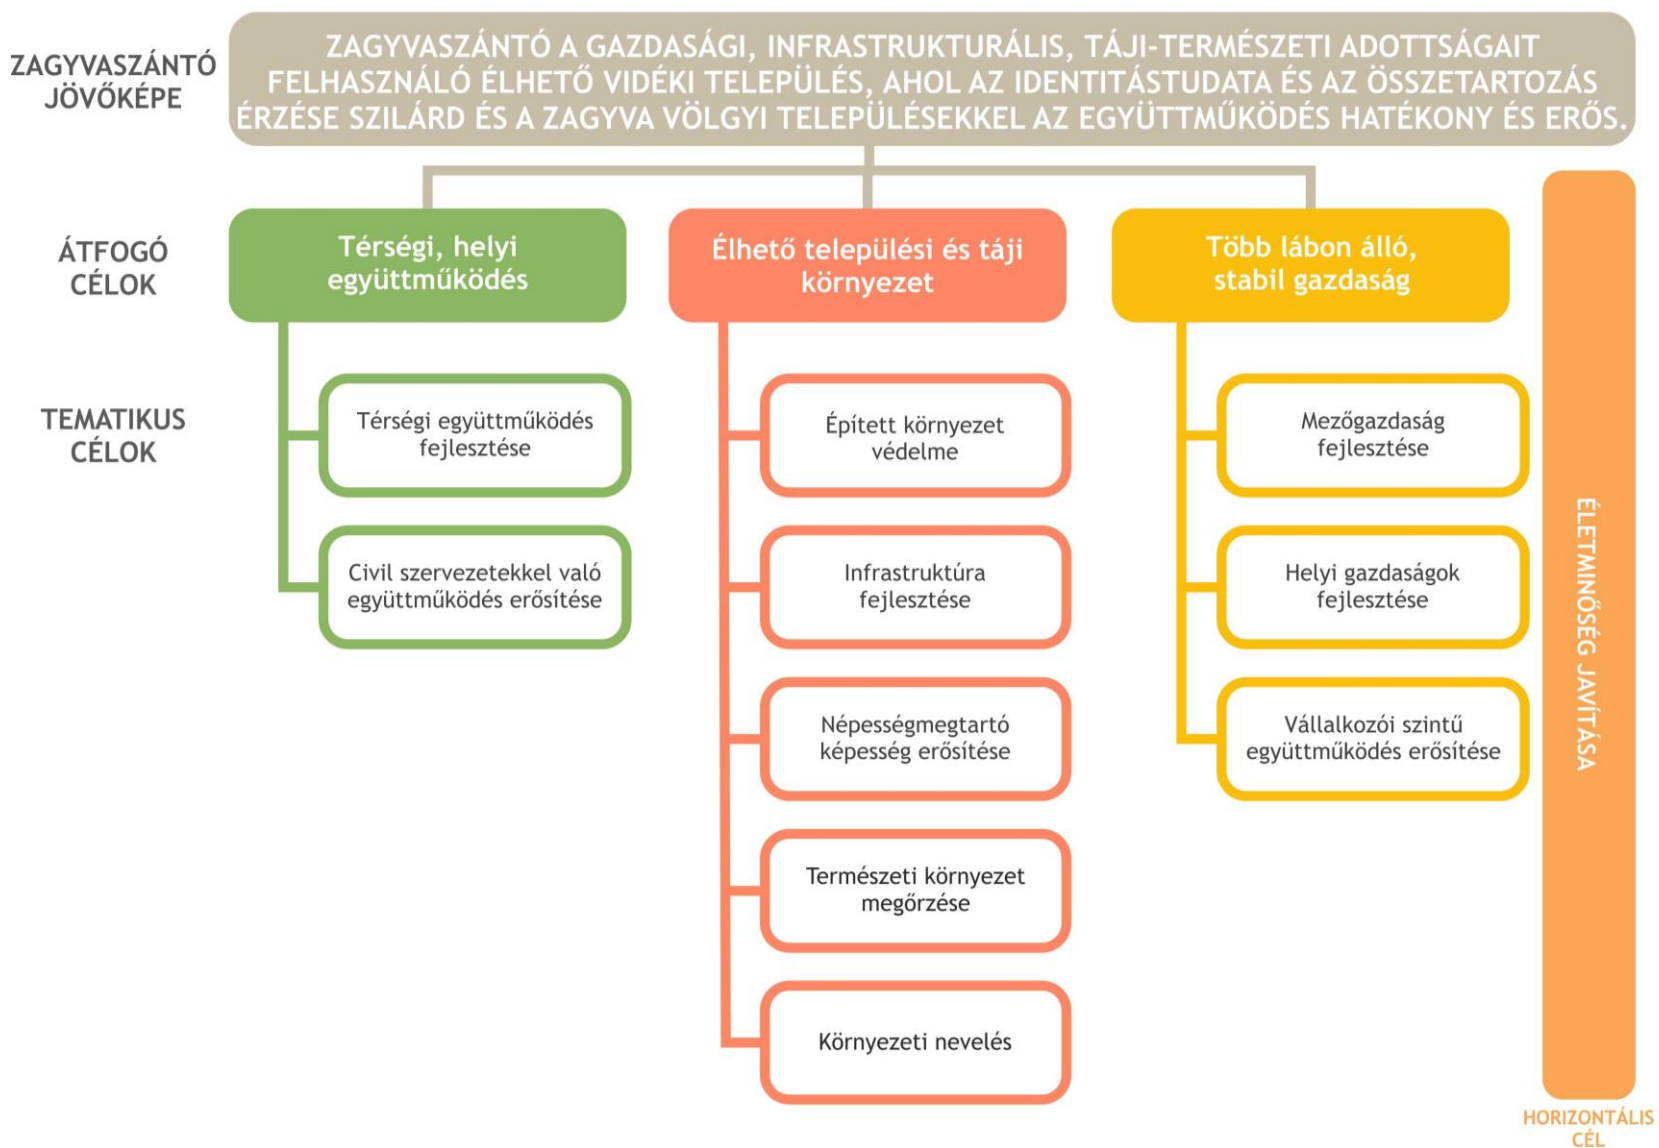 ZAGYVASZÁNTÓ
JÖVŐKÉPE
ZAGYVASZÁNTÓ A GAZDASÁGI, INFRASTRUKTURÁLIS, TÁJI-TERMÉSZETI ADOTTSÁGAIT
FELHASZNÁLÓ ÉLHETŐ VIDÉKI TELEPÜLÉS, AHOL AZ IDENTITÁSTUDATA ÉS AZ ÖSSZETARTOZÁS
ÉRZÉSE SZILÁRD ÉS A ZAGYVA VÖLGYI TELEPÜLÉSEKKEL AZ EGYÜTTMŰKÖDÉS HATÉKONY ÉS ERŐS.
ÁTFOGÓ
CÉLOK
Térségi, helyi
együttműködés
Élhető települési és táji
környezet
Több lábon álló,
stabil gazdaság
TEMATIKUS
CÉLOK
Térségi együttműködés
fejlesztése
Civil szervezetekkel való
együttműködés erősítése
Épített környezet
védelme
Infrastruktúra
fejlesztése
Népességmegtartó
képesség erősítése
Természeti környezet
megőrzése
Környezeti nevelés
Mezőgazdaság
fejlesztése
Helyi gazdaságok
fejlesztése
Vállalkozói szintű
együttműködés erősítése
ÉLETMINŐSÉG JAVÍTÁSA
HORIZONTÁLIS
CÉL